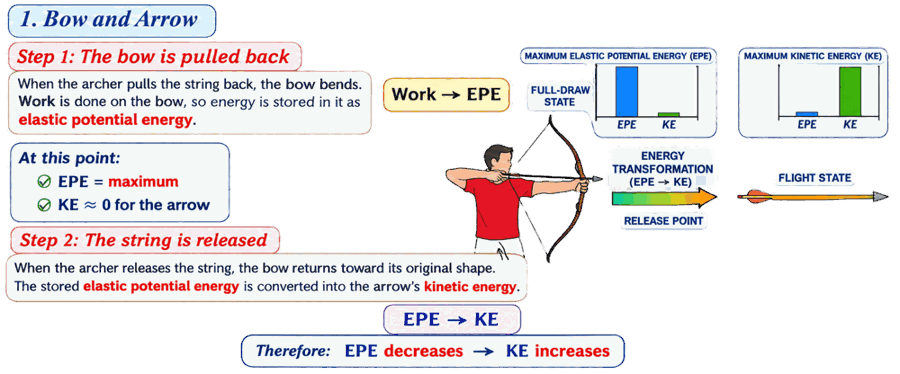 1. Bow and Arrow
Step 1: The bow is pulled back
When the archer pulls the string back, the bow bends.
Work is done on the bow, so energy is stored in it as
elastic potential energy.
Work → EPE
At this point:
EPE = maximum
KE ≈ 0 for the arrow
MAXIMUM ELASTIC POTENTIAL ENERGY (EPE)
EPE KE
FULL-DRAW
STATE
MAXIMUM KINETIC ENERGY (KE)
EPE KE
ENERGY
TRANSFORMATION
(EPE → KE)
RELEASE POINT
FLIGHT STATE
Step 2: The string is released
When the archer releases the string, the bow returns toward its original shape.
The stored elastic potential energy is converted into the arrow's kinetic energy.
EPE → KE
Therefore: EPE decreases → KE increases